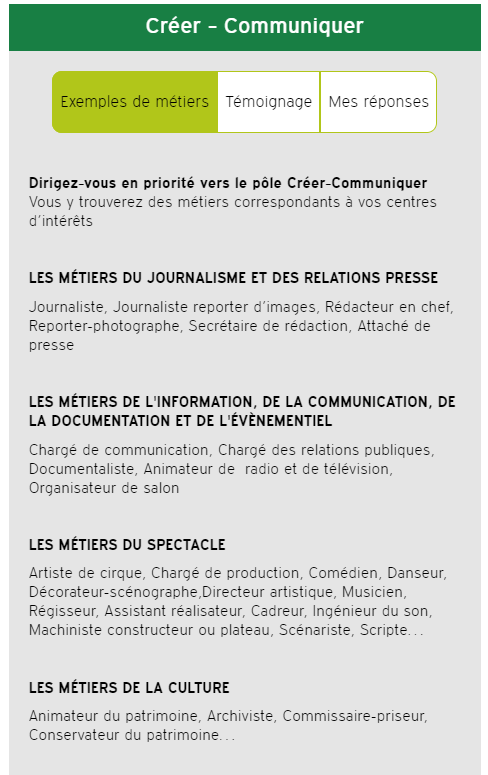 Créer – Communiquer
Exemples de métiers
Témoignage
Mes réponses
Dirigez-vous en priorité vers le pôle Créer-Communiquer
Vous y trouverez des métiers correspondants à vos centres
d’intérêts
LES MÉTIERS DU JOURNALISME ET DES RELATIONS PRESSE
Journaliste, Journaliste reporter d’images, Rédacteur en chef,
Reporter-photographe, Secrétaire de rédaction, Attaché de
presse
LES MÉTIERS DE L'INFORMATION, DE LA COMMUNICATION, DE
LA DOCUMENTATION ET DE L'ÉVÈNEMENTIEL
Chargé de communication, Chargé des relations publiques,
Documentaliste, Animateur de  radio et de télévision,
Organisateur de salon
LES MÉTIERS DU SPECTACLE
Artiste de cirque, Chargé de production, Comédien, Danseur,
Décorateur-scénographe,Directeur artistique, Musicien,
Régisseur, Assistant réalisateur, Cadreur, Ingénieur du son,
Machiniste constructeur ou plateau, Scénariste, Scripte...
LES MÉTIERS DE LA CULTURE
Animateur du patrimoine, Archiviste, Commissaire-priseur,
Conservateur du patrimoine...